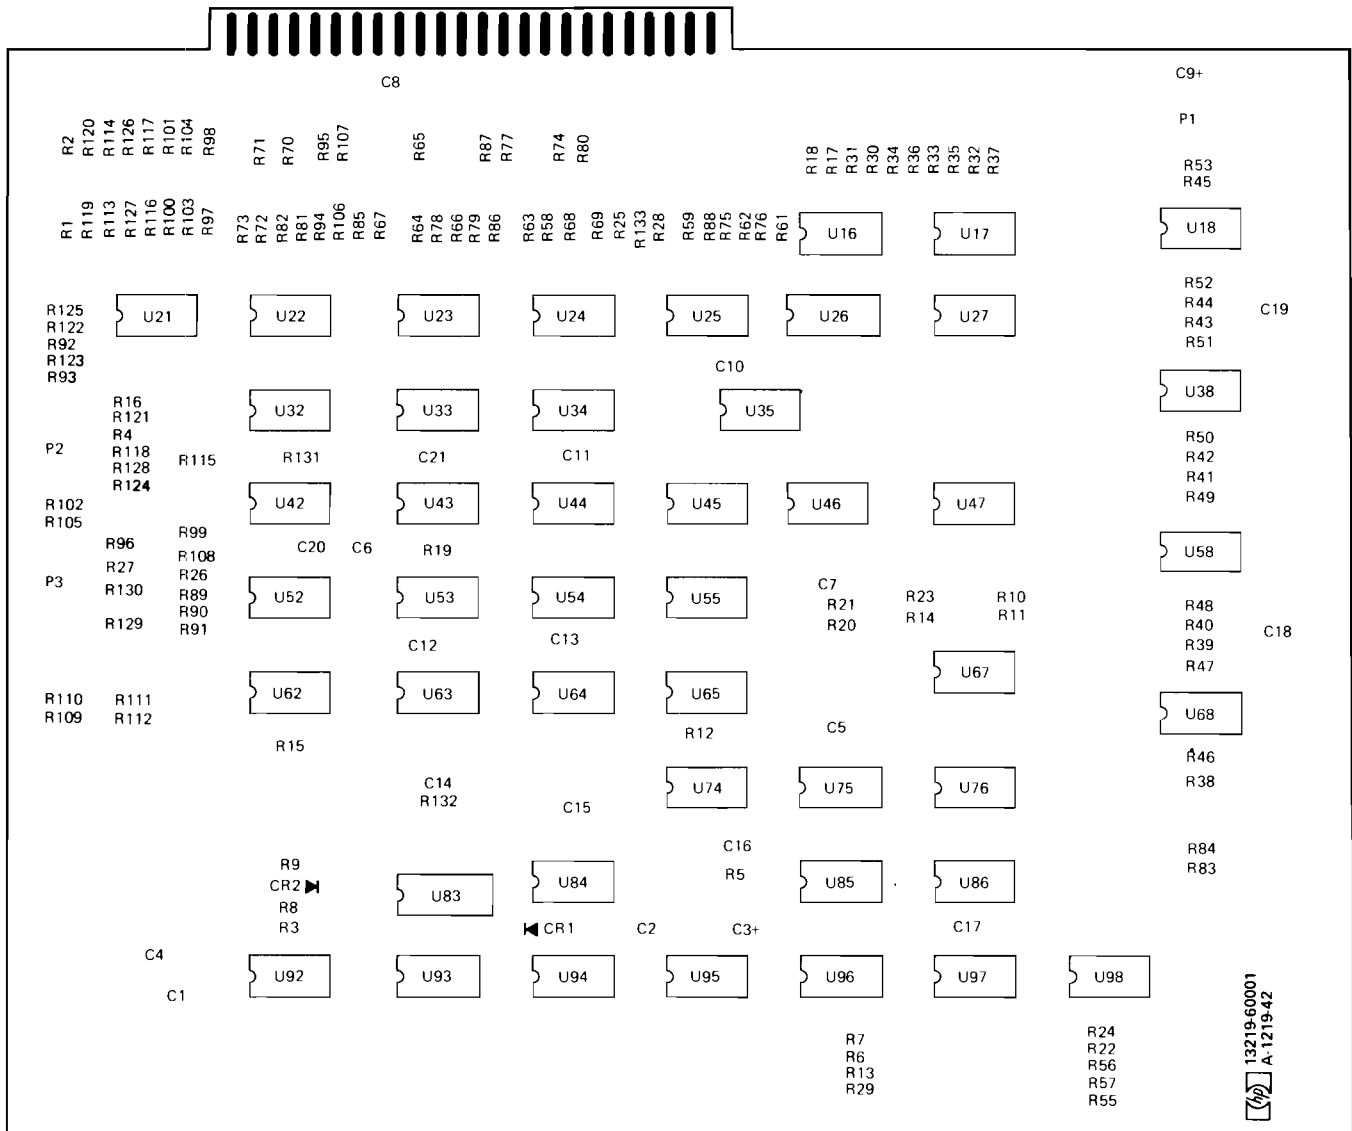 C8
C9+
P1
R2 R120 R114 R126 R117 R101 R104 R98
R71 R70 R95 R107 R65 R87 R77 R74 R80
R18 R17 R31 R30 R34 R36 R33 R35 R32 R37
R53
R45
R1 R119 R113 R127 R116 R100 R103 R97
R73 R72 R82 R81 R94 R106 R85 R67
R64 R78 R66 R79 R86
R63 R58 R68 R69 R25 R133 R28
R59 R88 R75 R62 R76 R61
U16 U17 U18
R52
R44
R43
R51
C19
R125
R122
R92
R123
R93
U21 U22 U23 U24 U25 U26 U27
C10
R16
R121
R4
R118
R128
R124
U32 U33 U34 U35 U38
P2
R115
R131 C21 C11
R50
R42
R41
R49
R102
R105
U42 U43 U44 U45 U46 U47
R96
R27
R130
R129
R99
R108
R26
R89
R90
R91
C20 C6 R19
U58
P3
U52 U53 U54 U55
C7
R21
R20
R23
R14
R10
R11
R48
R40
R39
R47
C18
C12 C13
U67
R110
R109
R111
R112
U62 U63 U64 U65
U68
R15
R12
C5
R46
R38
C14
R132
C15
U74 U75 U76
C16
R5
R84
R83
R9
CR2
R8
R3
U83 U84 U85 U86
CR1 C2 C3+ C17
C4
C1
U92 U93 U94 U95 U96 U97 U98
R7
R6
R13
R29
R24
R22
R56
R57
R55
hp
13219-60001
A-1219-42